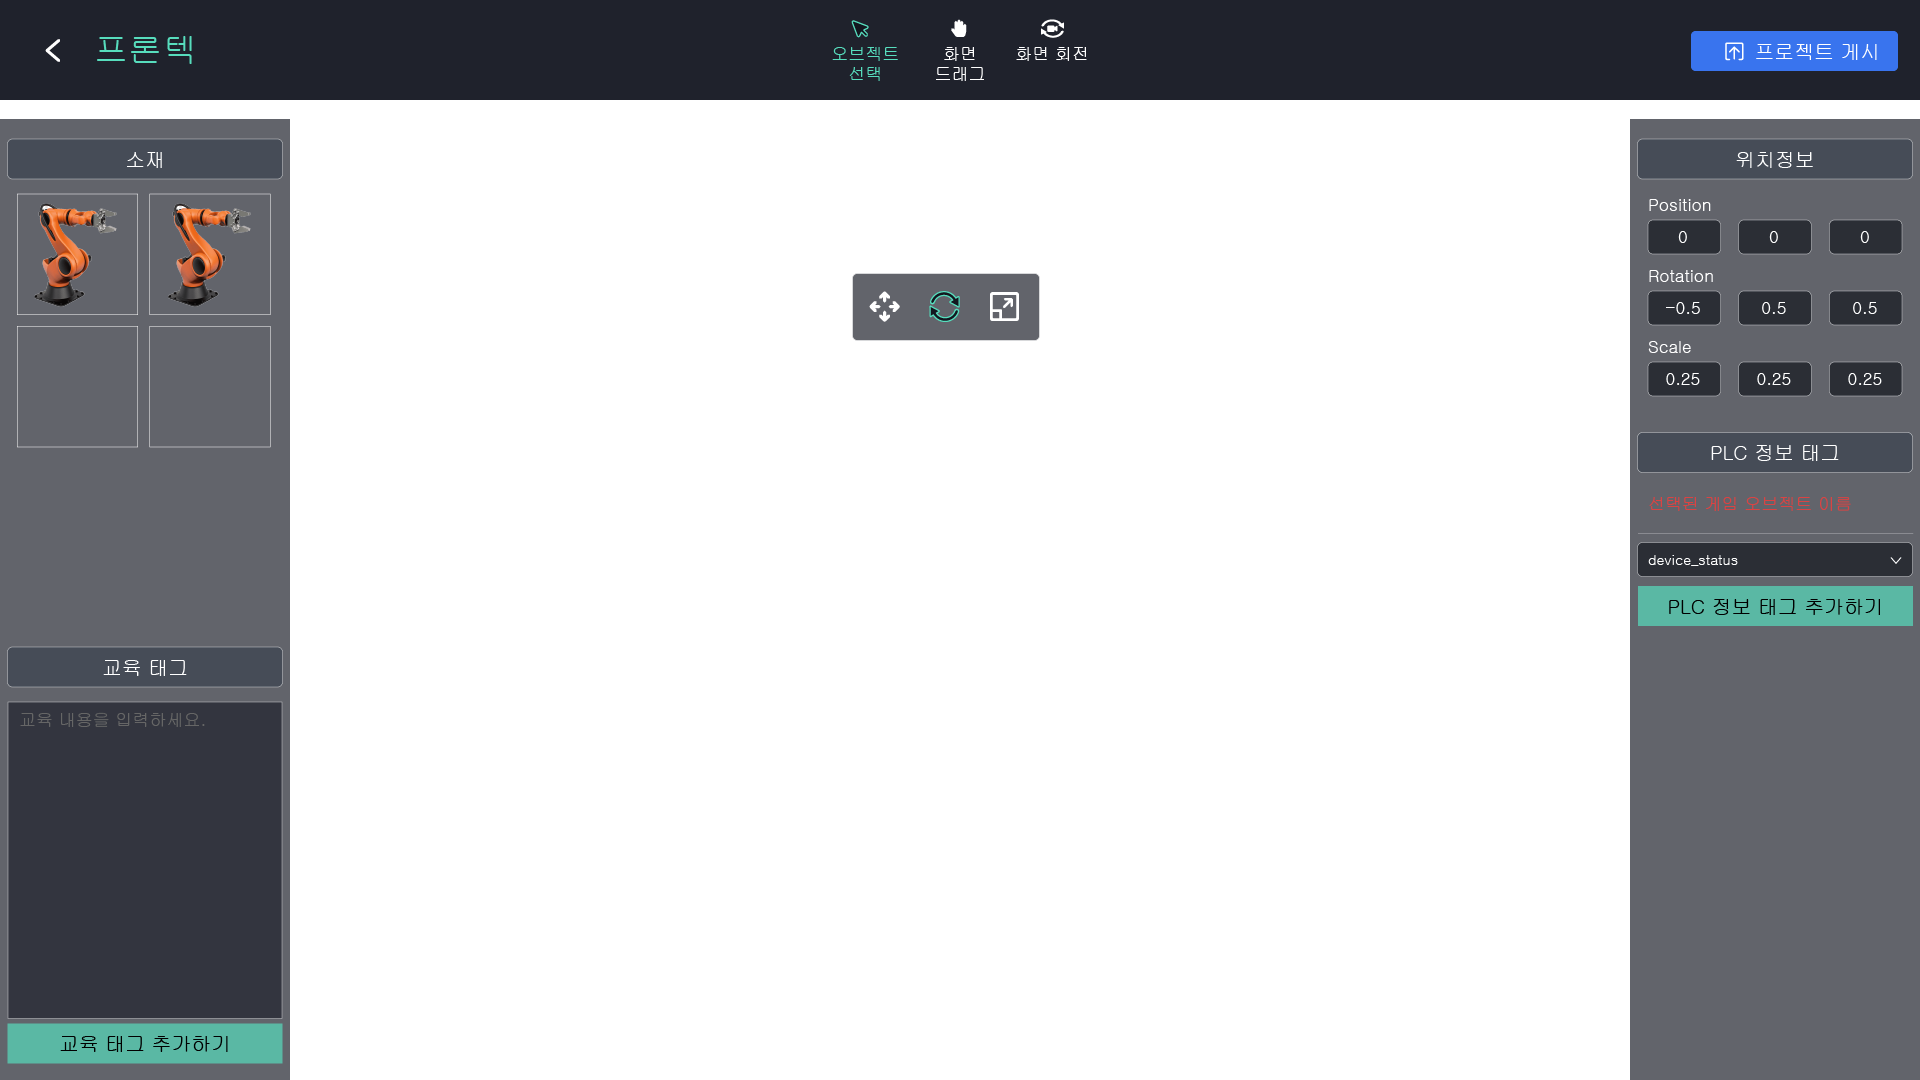 프론텍
오브젝트
선택
화면
드래그
화면 회전
프로젝트 게시
소재
교육 태그
교육 내용을 입력하세요.
교육 태그 추가하기
위치정보
Position
0 0 0
Rotation
-0.5 0.5 0.5
Scale
0.25 0.25 0.25
PLC 정보 태그
선택된 게임 오브젝트 이름
device_status
PLC 정보 태그 추가하기